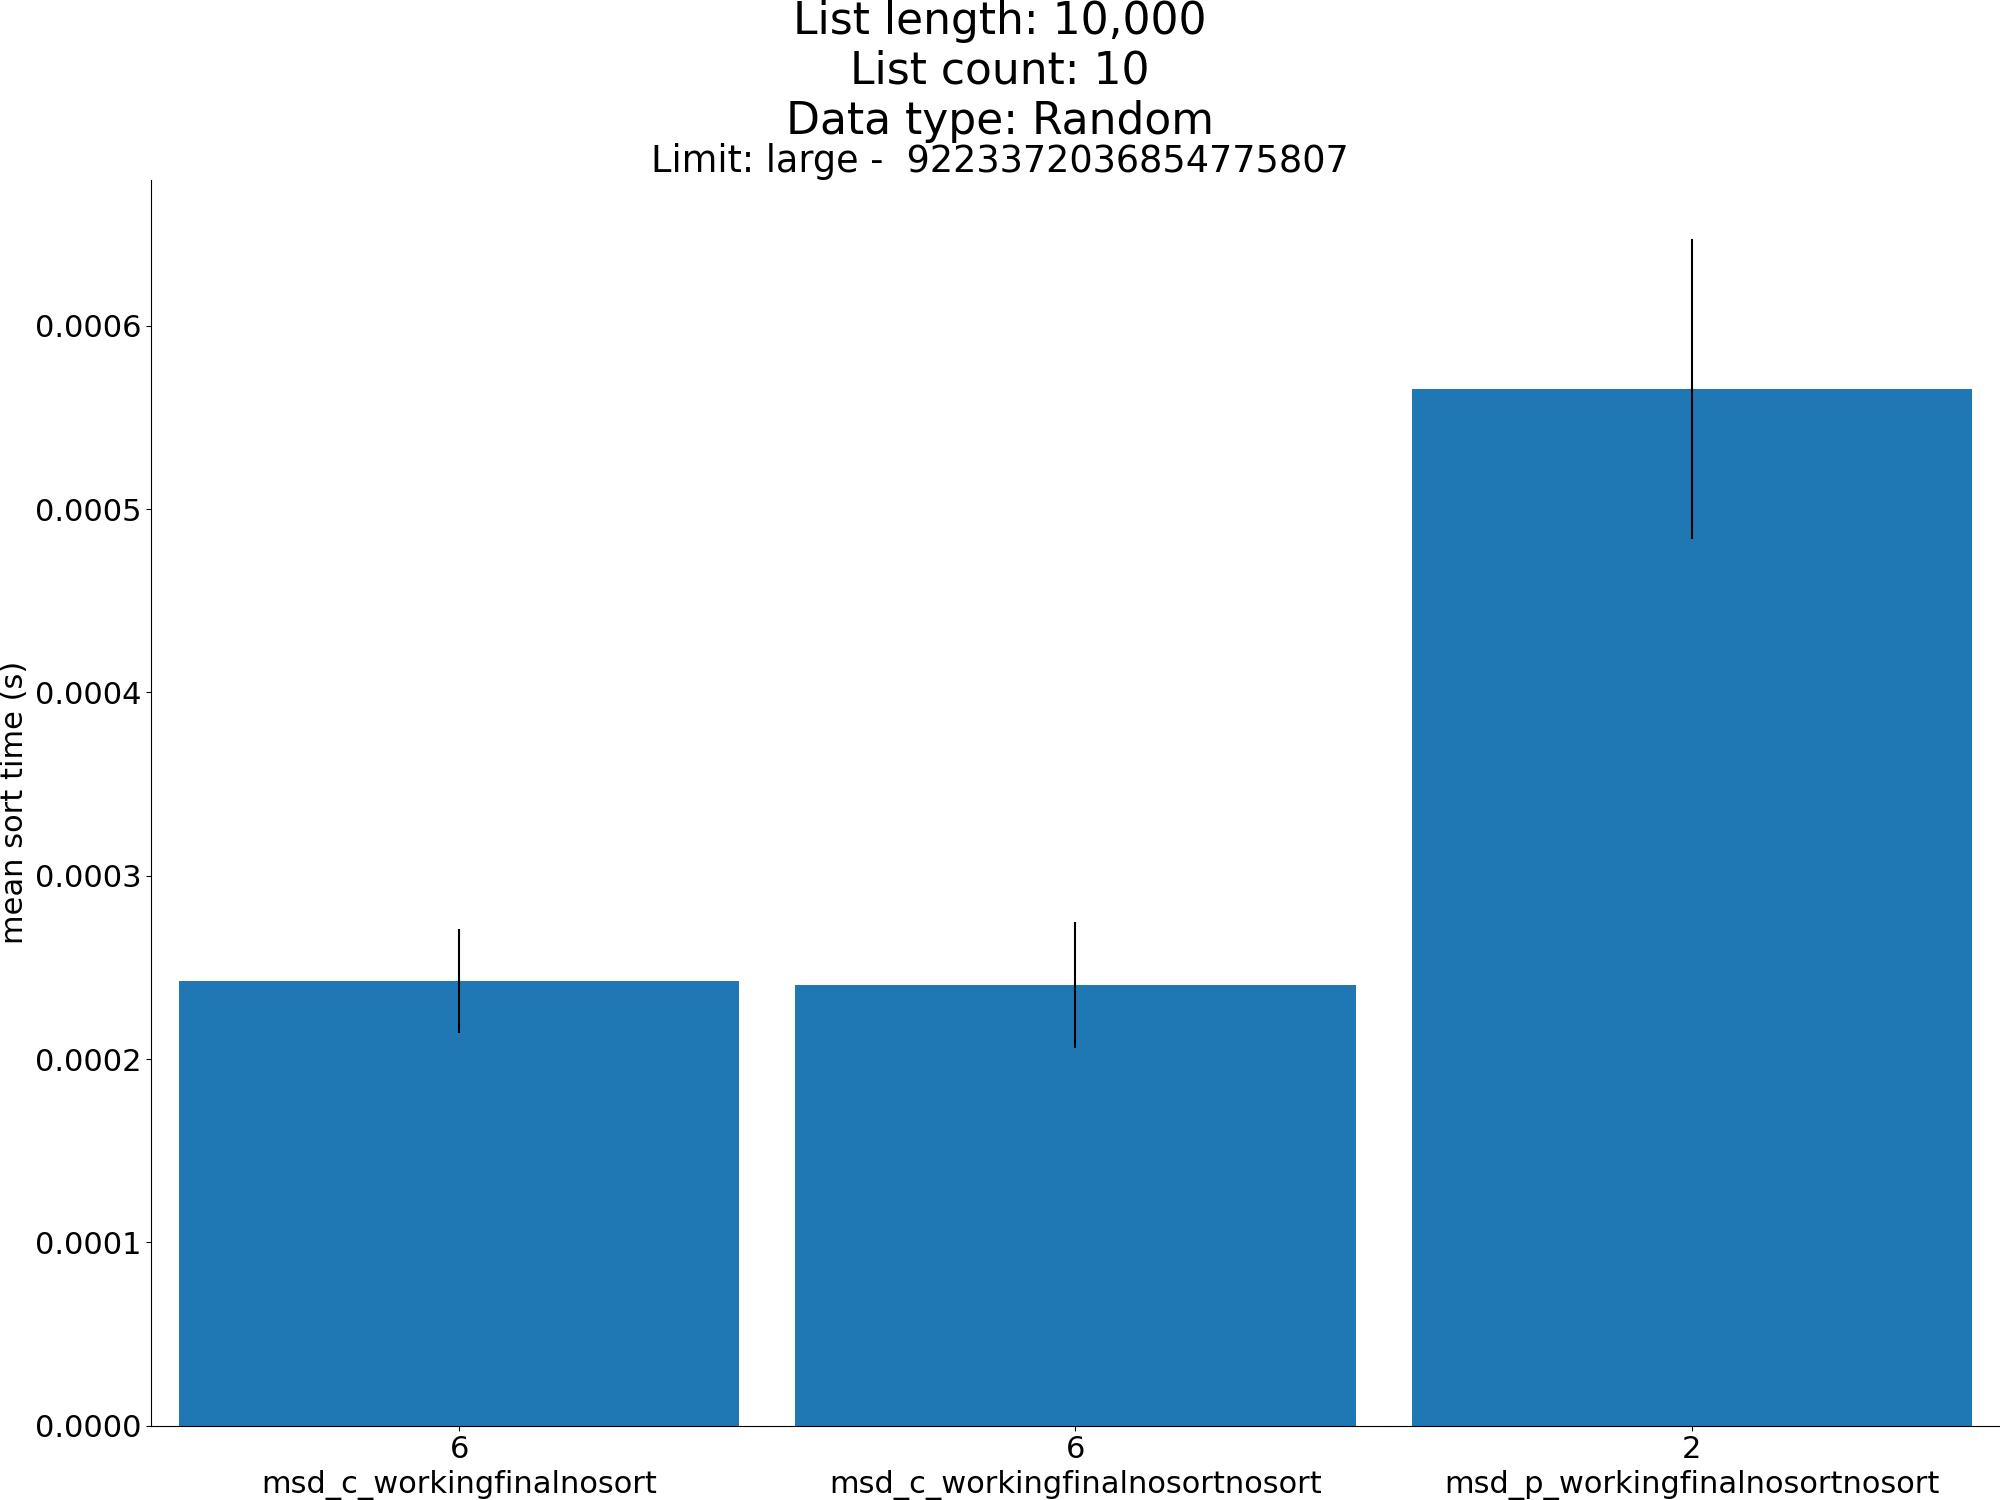 List length: 10,000
List count: 10
Data type: Random
Limit: large -  9223372036854775807
mean sort time (s)
0.0006
0.0005
0.0004
0.0003
0.0002
0.0001
0.0000
6
msd_c_workingfinalnosort
6
msd_c_workingfinalnosortnosort
2
msd_p_workingfinalnosortnosort